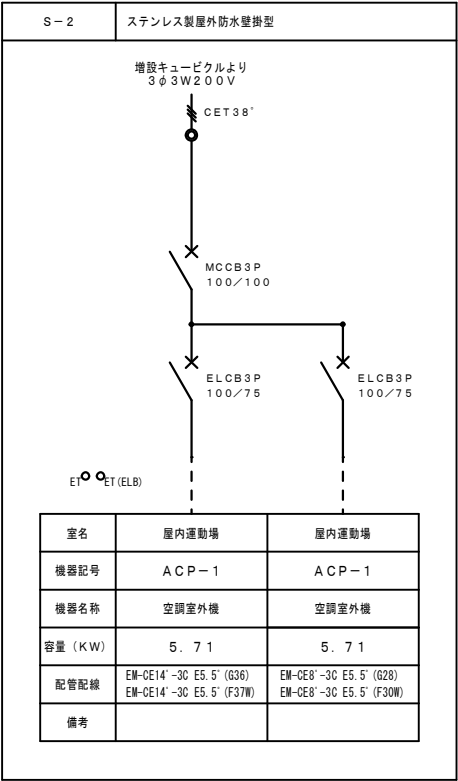 S－2 ステンレス製屋外防水壁掛型
増設キュービクルより
3φ3W200V
CET38゜
MCCB3P
100／100
ELCB3P
100／75
ELCB3P
100／75
ET ET(ELB)
室名 屋内運動場 屋内運動場
機器記号 ACP－1 ACP－1
機器名称 空調室外機 空調室外機
容量（KW） 5．71 5．71
配管配線
EM-CE14゜-3C E5.5゜(G36)
EM-CE14゜-3C E5.5゜(F37W)
EM-CE8゜-3C E5.5゜(G28)
EM-CE8゜-3C E5.5゜(F30W)
備考